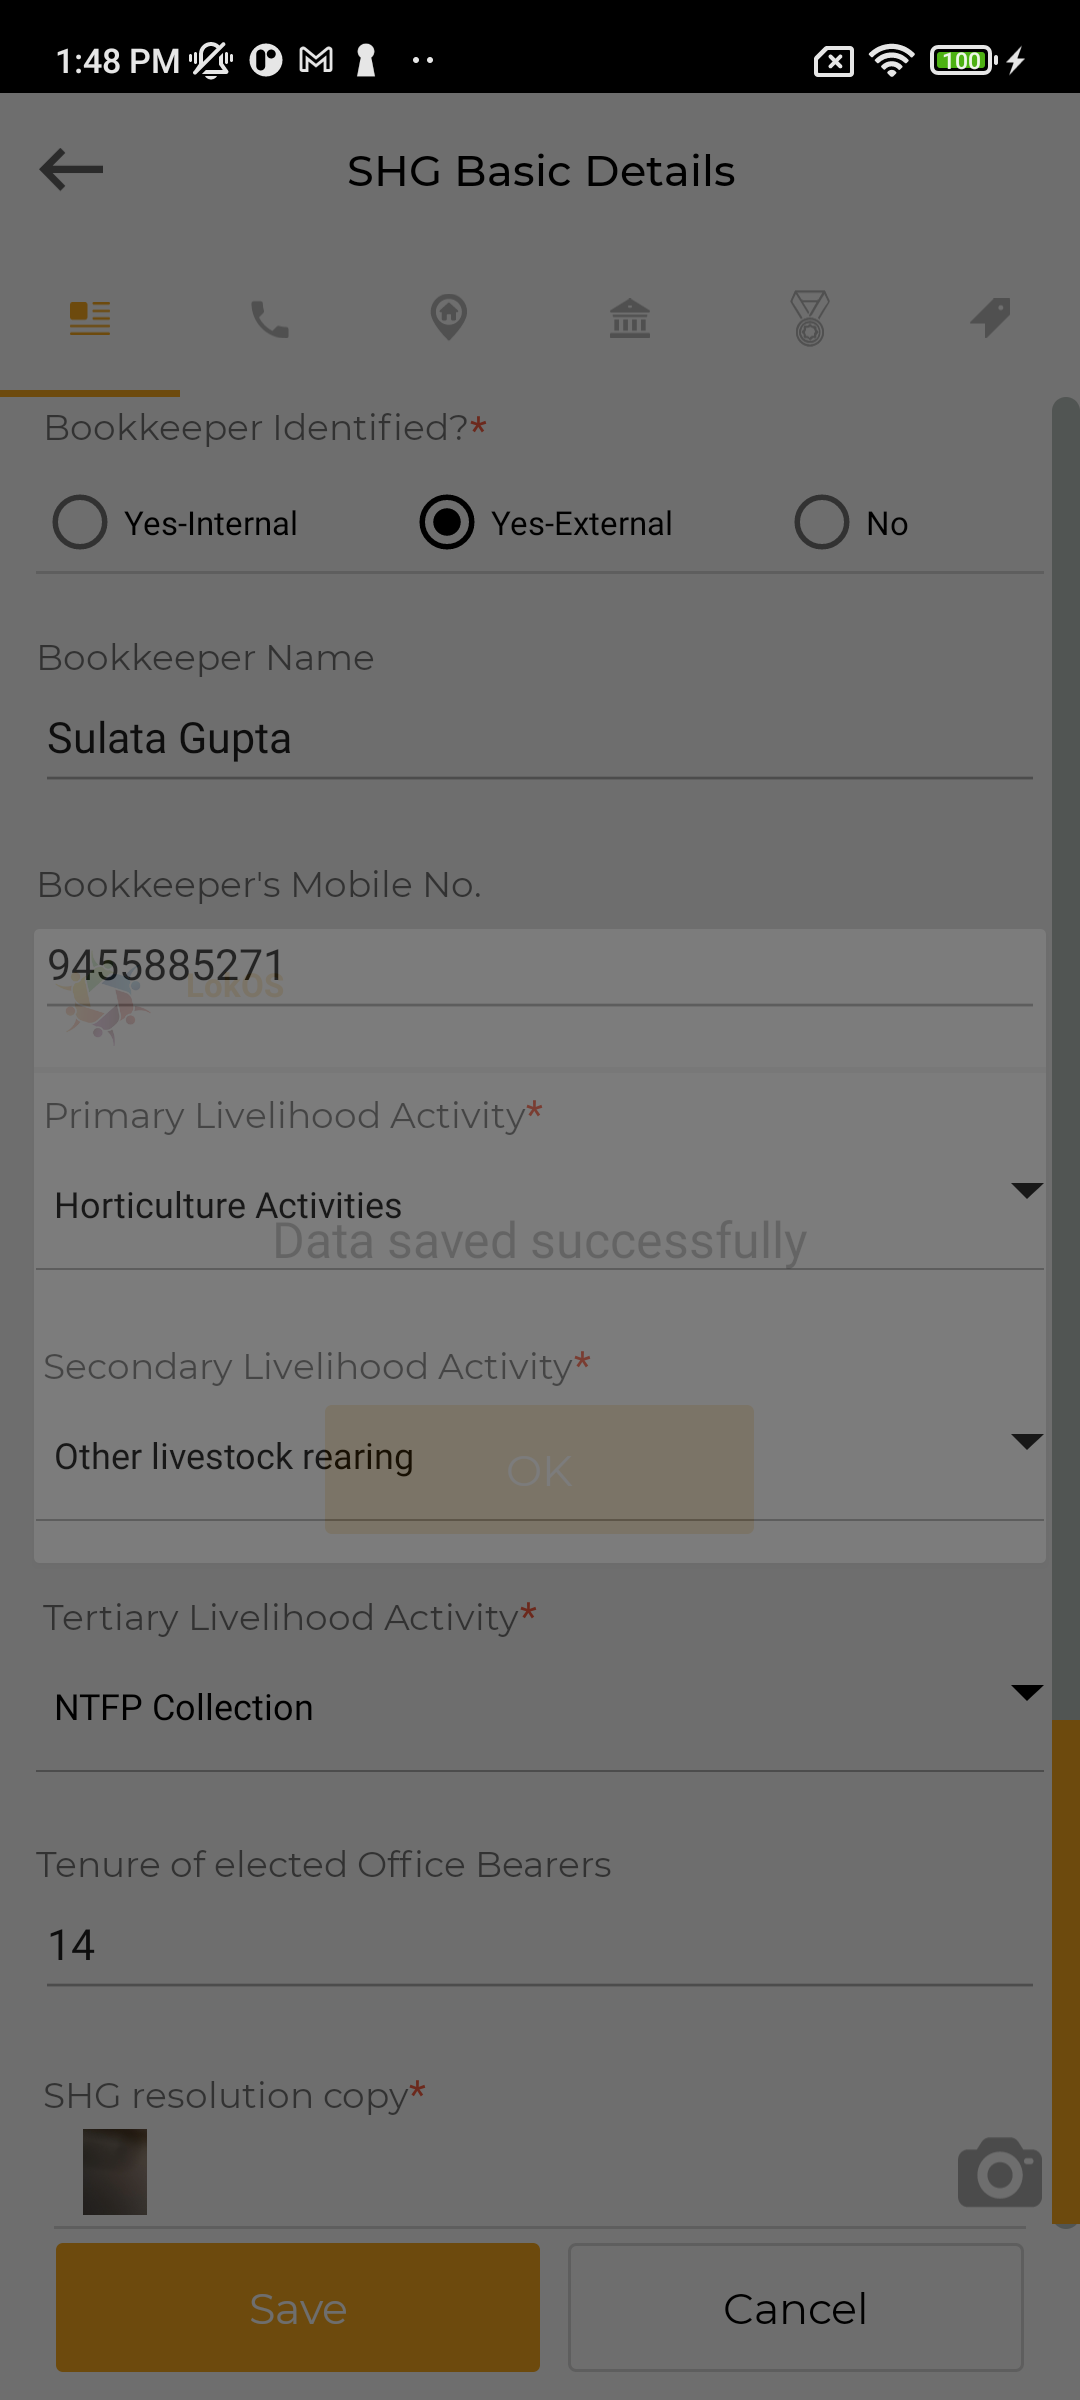 1:48 PM
100
SHG Basic Details
Bookkeeper Identified?*
Yes-Internal Yes-External No
Bookkeeper Name
Sulata Gupta
Bookkeeper's Mobile No.
9455885271
LokOS
Primary Livelihood Activity*
Horticulture Activities
Data saved successfully
Secondary Livelihood Activity*
Other livestock rearing
OK
Tertiary Livelihood Activity*
NTFP Collection
Tenure of elected Office Bearers
14
SHG resolution copy*
Save Cancel